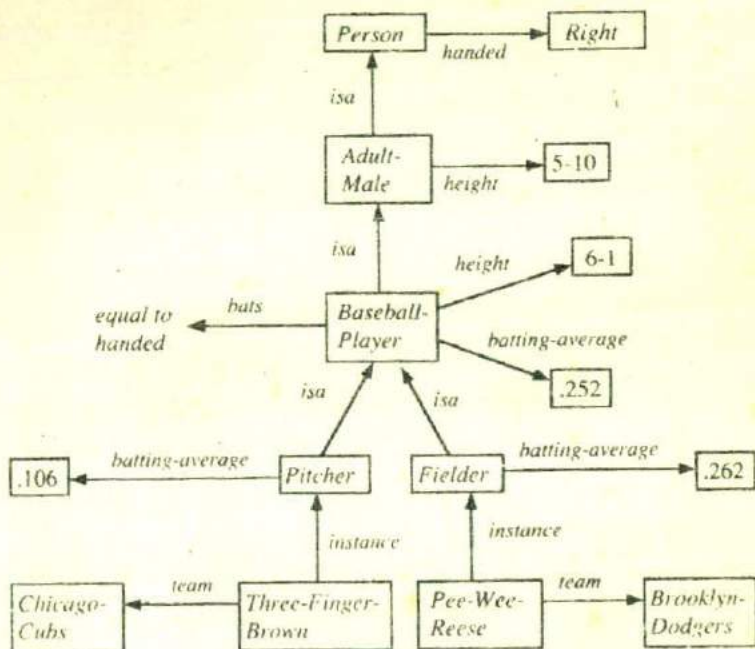 Person
handed
Right
isa
Adult-
Male
height
5-10
isa
height
6-1
equal to
handed
bats
Baseball-
Player
batting-average
.252
isa
isa
.106
batting-average
Pitcher
Fielder
batting-average
.262
instance
instance
Chicago-
Cubs
team
Three-Finger-
Brown
Pee-Wee-
Reese
team
Brooklyn-
Dodgers